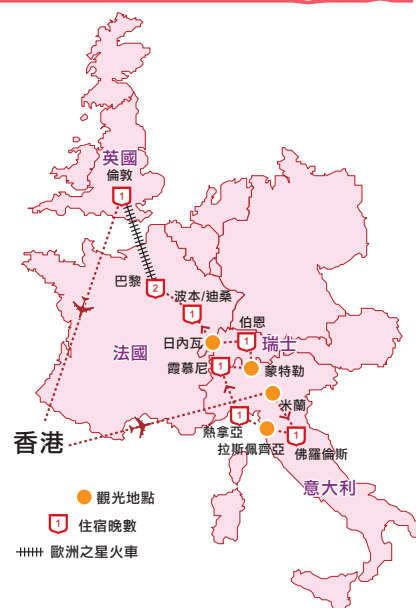 英國
倫敦
1
巴黎
2
波本/迪桑
1
伯恩
1
日內瓦
瑞士
法國
霞慕尼
1
蒙特勒
米蘭
香港
1
熱拿亞
1
拉斯佩齊亞
佛羅倫斯
意大利
觀光地點
1
住宿晚數
歐洲之星火車